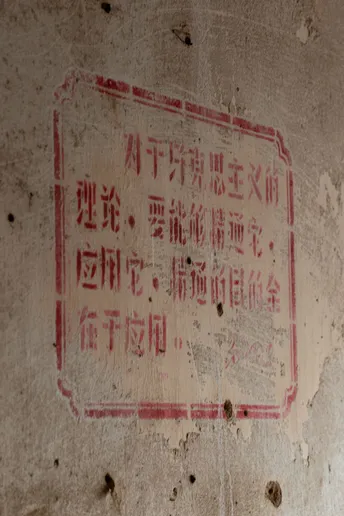 对于马克思主义的
理论，要能够精通它，
应用它，精通的目的全
在于应用。